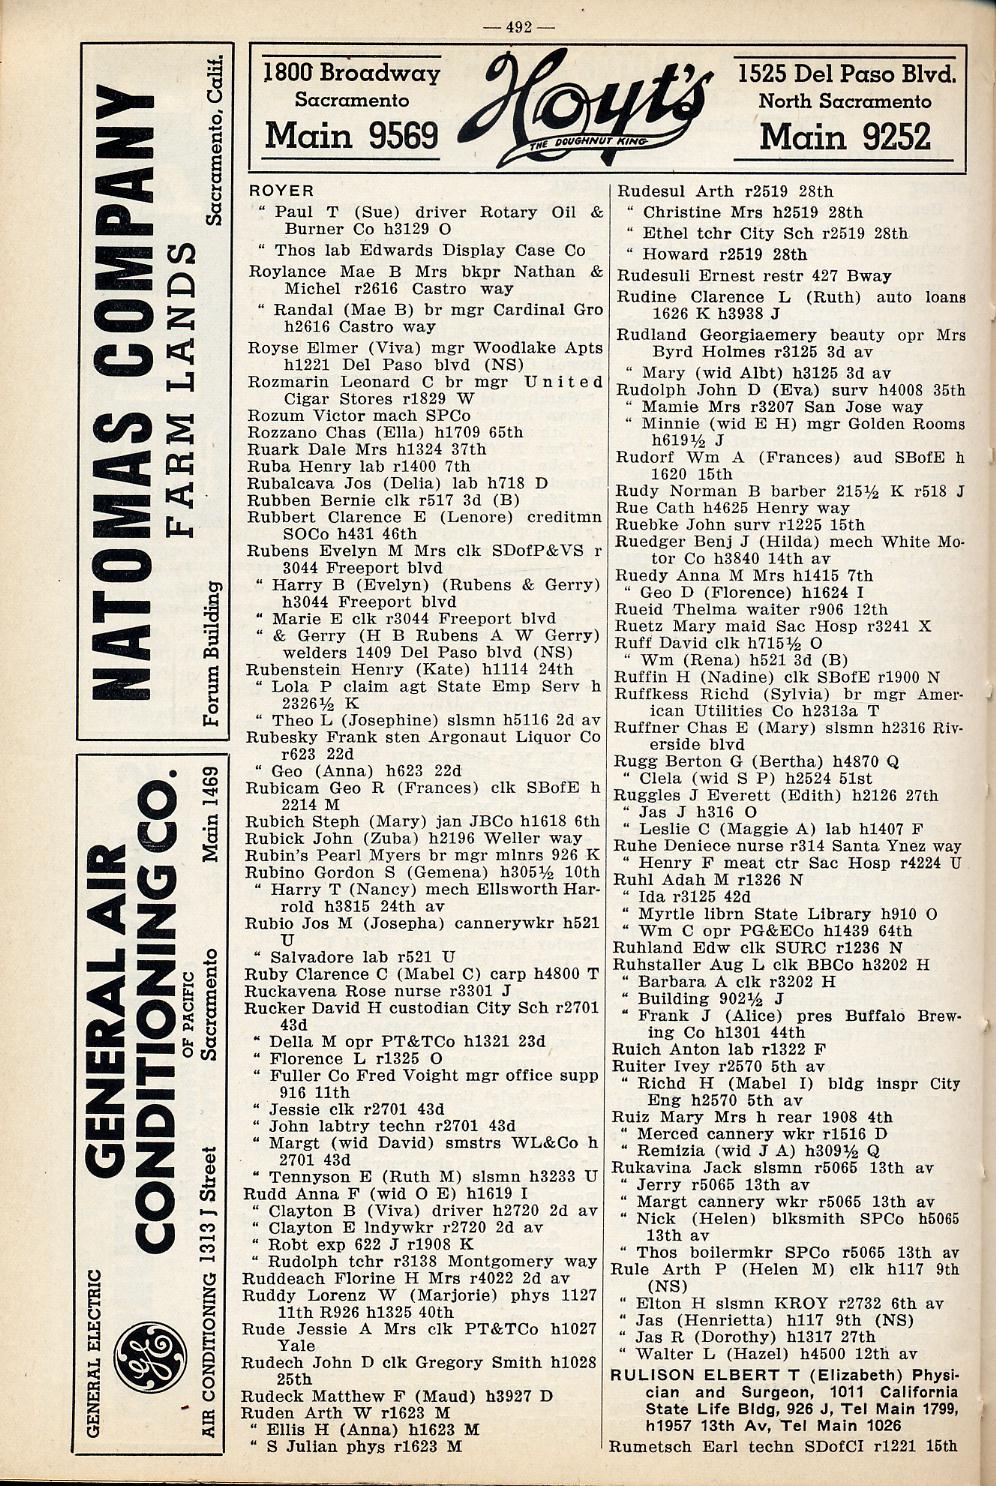 — 492 —
1800 Broadway
Sacramento
Main 9569
Hoyt's
THE DOUGHNUT KING
1525 Del Paso Blvd.
North Sacramento
Main 9252
NATOMAS COMPANY
FARM LANDS
Forum Building
Sacramento, Calif.
GENERAL ELECTRIC
GENERAL AIR
CONDITIONING CO.
OF PACIFIC
AIR CONDITIONING 1313 J Street
Sacramento
Main 1469
GE
ROYER
" Paul T (Sue) driver Rotary Oil &
Burner Co h3129 O
" Thos lab Edwards Display Case Co
Roylance Mae B Mrs bkpr Nathan &
Michel r2616 Castro way
" Randal (Mae B) br mgr Cardinal Gro
h2616 Castro way
Royse Elmer (Viva) mgr Woodlake Apts
h1221 Del Paso blvd (NS)
Rozmarin Leonard C br mgr United
Cigar Stores r1829 W
Rozum Victor mach SPCo
Rozzano Chas (Ella) h1709 65th
Ruark Dale Mrs h1324 37th
Ruba Henry lab r1400 7th
Rubalcava Jos (Delia) lab h718 D
Rubben Bernie clk r517 3d (B)
Rubbert Clarence E (Lenore) creditmn
SOCo h431 46th
Rubens Evelyn M Mrs clk SDofP&VS r
3044 Freeport blvd
" Harry B (Evelyn) (Rubens & Gerry)
h3044 Freeport blvd
" Marie E clk r3044 Freeport blvd
" & Gerry (H B Rubens A W Gerry)
welders 1409 Del Paso blvd (NS)
Rubenstein Henry (Kate) h1114 24th
" Lola P claim agt State Emp Serv h
2326½ K
" Theo L (Josephine) slsmn h5116 2d av
Rubesky Frank sten Argonaut Liquor Co
r623 22d
" Geo (Anna) h623 22d
Rubicam Geo R (Frances) clk SBofE h
2214 M
Rubich Steph (Mary) jan JBCo h1618 6th
Rubick John (Zuba) h2196 Weller way
Rubin's Pearl Myers br mgr mlnrs 926 K
Rubino Gordon S (Gemena) h305½ 10th
" Harry T (Nancy) mech Ellsworth Har-
rold h3815 24th av
Rubio Jos M (Josepha) cannerywkr h521
U
" Salvadore lab r521 U
Ruby Clarence C (Mabel C) carp h4800 T
Ruckavena Rose nurse r3301 J
Rucker David H custodian City Sch r2701
43d
" Della M opr PT&TCo h1321 23d
" Florence L r1325 O
" Fuller Co Fred Voight mgr office supp
916 11th
" Jessie clk r2701 43d
" John labtry techn r2701 43d
" Margt (wid David) smstrs WL&Co h
2701 43d
" Tennyson E (Ruth M) slsmn h3233 U
Rudd Anna F (wid O E) h1619 I
" Clayton B (Viva) driver h2720 2d av
" Clayton E lndywkr r2720 2d av
" Robt exp 622 J r1908 K
" Rudolph tchr r3138 Montgomery way
Ruddeach Florine H Mrs r4022 2d av
Ruddy Lorenz W (Marjorie) phys 1127
11th R926 h1325 40th
Rude Jessie A Mrs clk PT&TCo h1027
Yale
Rudech John D clk Gregory Smith h1028
25th
Rudeck Matthew F (Maud) h3927 D
Ruden Arth W r1623 M
" Ellis H (Anna) h1623 M
" S Julian phys r1623 M
Rudesul Arth r2519 28th
" Christine Mrs h2519 28th
" Ethel tchr City Sch r2519 28th
" Howard r2519 28th
Rudesuli Ernest restr 427 Bway
Rudine Clarence L (Ruth) auto loans
1626 K h3938 J
Rudland Georgiaemery beauty opr Mrs
Byrd Holmes r3125 3d av
" Mary (wid Albt) h3125 3d av
Rudolph John D (Eva) surv h4008 35th
" Mamie Mrs r3207 San Jose way
" Minnie (wid E H) mgr Golden Rooms
h619½ J
Rudorf Wm A (Frances) aud SBofE h
1620 15th
Rudy Norman B barber 215½ K r518 J
Rue Cath h4625 Henry way
Ruebke John surv r1225 15th
Ruedger Benj J (Hilda) mech White Mo-
tor Co h3840 14th av
Ruedy Anna M Mrs h1415 7th
" Geo D (Florence) h1624 I
Rueid Thelma waiter r906 12th
Ruetz Mary maid Sac Hosp r3241 X
Ruff David clk h715½ O
" Wm (Rena) h521 3d (B)
Ruffin H (Nadine) clk SBofE r1900 N
Ruffkess Richd (Sylvia) br mgr Amer-
ican Utilities Co h2313a T
Ruffner Chas E (Mary) slsmn h2316 Riv-
erside blvd
Rugg Berton G (Bertha) h4870 Q
" Clela (wid S P) h2524 51st
Ruggles J Everett (Edith) h2126 27th
" Jas J h316 O
" Leslie C (Maggie A) lab h1407 F
Ruhe Deniece nurse r314 Santa Ynez way
" Henry F meat ctr Sac Hosp r4224 U
Ruhl Adah M r1326 N
" Ida r3125 42d
" Myrtle librn State Library h910 O
" Wm C opr PG&ECo h1439 64th
Ruhland Edw clk SURC r1236 N
Ruhstaller Aug L clk BBCo h3202 H
" Barbara A clk r3202 H
" Building 902½ J
" Frank J (Alice) pres Buffalo Brew-
ing Co h1301 44th
Ruich Anton lab r1322 F
Ruiter Ivey r2570 5th av
" Richd H (Mabel I) bldg inspr City
Eng h2570 5th av
Ruiz Mary Mrs h rear 1908 4th
" Merced cannery wkr r1516 D
" Remizia (wid J A) h309½ Q
Rukavina Jack slsmn r5065 13th av
" Jerry r5065 13th av
" Margt cannery wkr r5065 13th av
" Nick (Helen) blksmith SPCo h5065
13th av
" Thos boilermkr SPCo r5065 13th av
Rule Arth P (Helen M) clk h117 9th
(NS)
" Elton H slsmn KROY r2732 6th av
" Jas (Henrietta) h117 9th (NS)
" Jas R (Dorothy) h1317 27th
" Walter L (Hazel) h4500 12th av
RULISON ELBERT T (Elizabeth) Physi-
cian and Surgeon, 1011 California
State Life Bldg, 926 J, Tel Main 1799,
h1957 13th Av, Tel Main 1026
Rumetsch Earl techn SDofCI r1221 15th